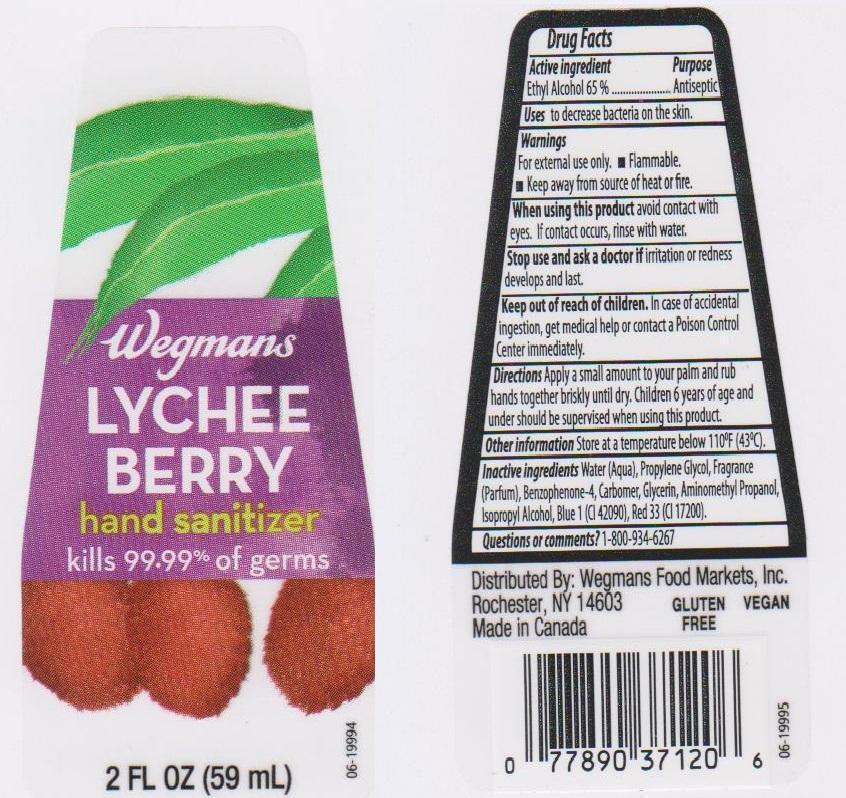 Wegmans
LYCHEE
BERRY
hand sanitizer
kills 99.99% of germs
2 FL OZ (59 mL)
06-19994
Drug Facts
Active ingredient Purpose
Ethyl Alcohol 65 % ..................... Antiseptic
Uses to decrease bacteria on the skin.
Warnings
For external use only. ■ Flammable.
■ Keep away from source of heat or fire.
When using this product avoid contact with
eyes. If contact occurs, rinse with water.
Stop use and ask a doctor if irritation or redness
develops and last.
Keep out of reach of children. In case of accidental
ingestion, get medical help or contact a Poison Control
Center immediately.
Directions Apply a small amount to your palm and rub
hands together briskly until dry. Children 6 years of age and
under should be supervised when using this product.
Other information Store at a temperature below 110ºF (43ºC).
Inactive ingredients Water (Aqua), Propylene Glycol, Fragrance
(Parfum), Benzophenone-4, Carbomer, Glycerin, Aminomethyl Propanol,
Isopropyl Alcohol, Blue 1 (CI 42090), Red 33 (CI 17200).
Questions or comments? 1-800-934-6267
Distributed By: Wegmans Food Markets, Inc.
Rochester, NY 14603 GLUTEN VEGAN
Made in Canada FREE
0 77890 37120 6
06-19995